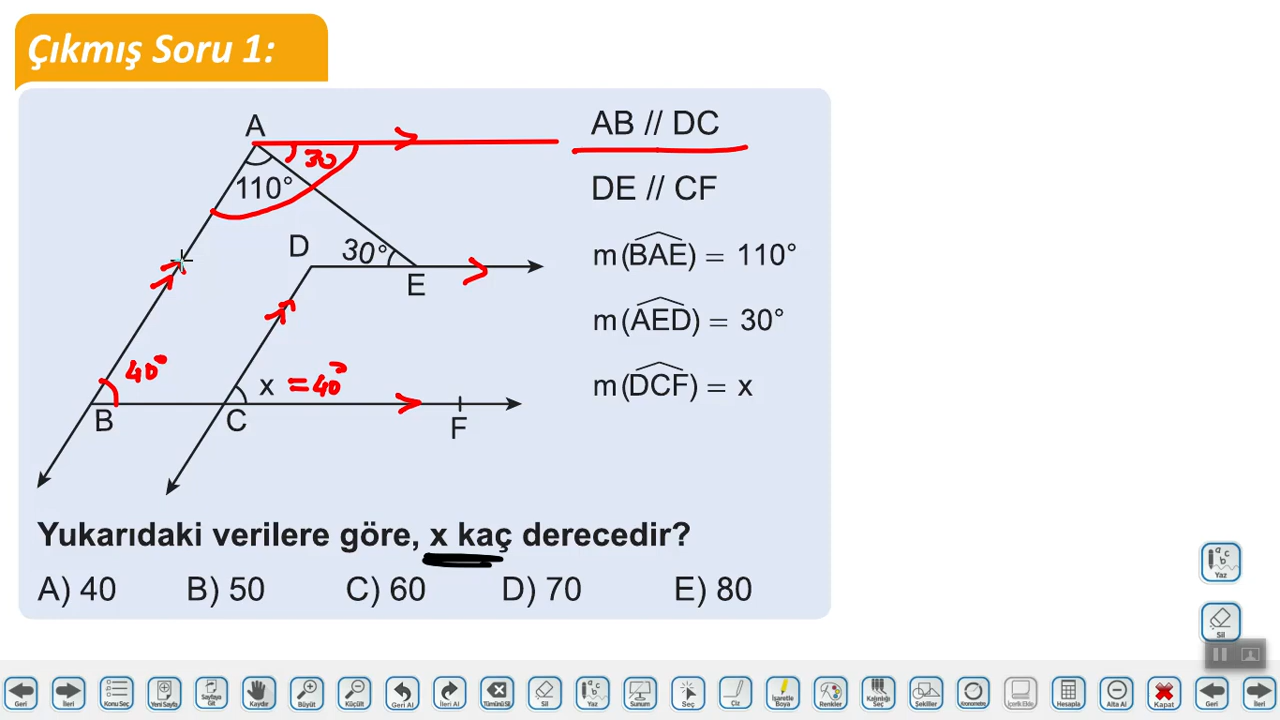 Çıkmış Soru 1:
A
30
110°
D
30°
E
40°
x = 40°
B
C
F
AB // DC
DE // CF
m(BAE) = 110°
m(AED) = 30°
m(DCF) = x
Yukarıdaki verilere göre, x kaç derecedir?
A) 40 B) 50 C) 60 D) 70 E) 80
a b c
Yaz
Sil
Geri
İleri
Konu Seç
Yeni Sayfa
Sayfaya Git
Kaydır
Büyüt
Küçült
Geri Al
İleri Al
Tümünü Sil
Sil
Yaz
Sunum
Seç
Çiz
İşaretle Boya
Renkler
Kalınlığı Seç
Şekiller
Kronometre
İçerik Ekle
Hesapla
Alta Al
Kapat
Geri
İleri